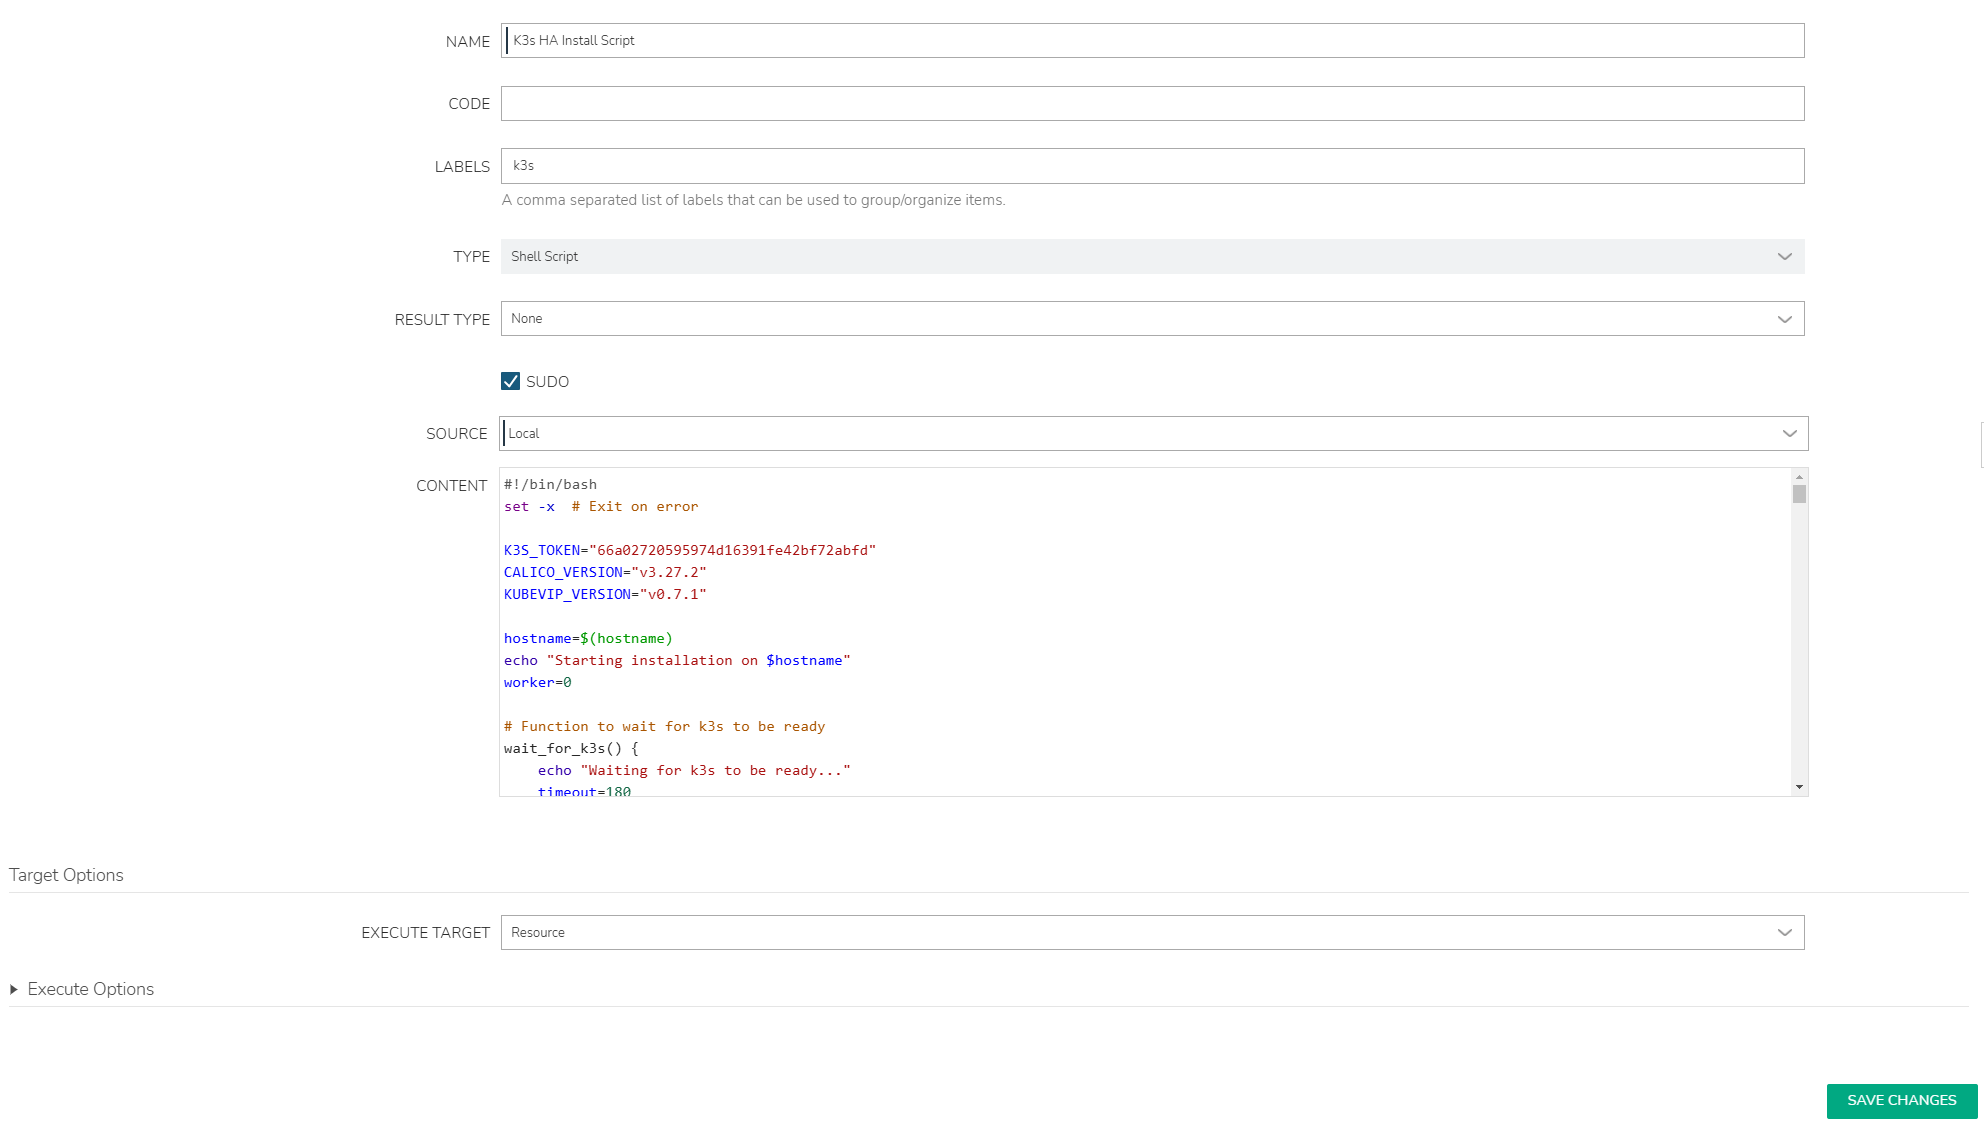 NAME K3s HA Install Script
CODE
LABELS k3s
A comma separated list of labels that can be used to group/organize items.
TYPE Shell Script
RESULT TYPE None
SUDO
SOURCE Local
CONTENT #!/bin/bash
set -x  # Exit on error
K3S_TOKEN="66a02720595974d16391fe42bf72abfd"
CALICO_VERSION="v3.27.2"
KUBEVIP_VERSION="v0.7.1"
hostname=$(hostname)
echo "Starting installation on $hostname"
worker=0
# Function to wait for k3s to be ready
wait_for_k3s() {
    echo "Waiting for k3s to be ready..."
    timeout=180
Target Options
EXECUTE TARGET Resource
Execute Options
SAVE CHANGES